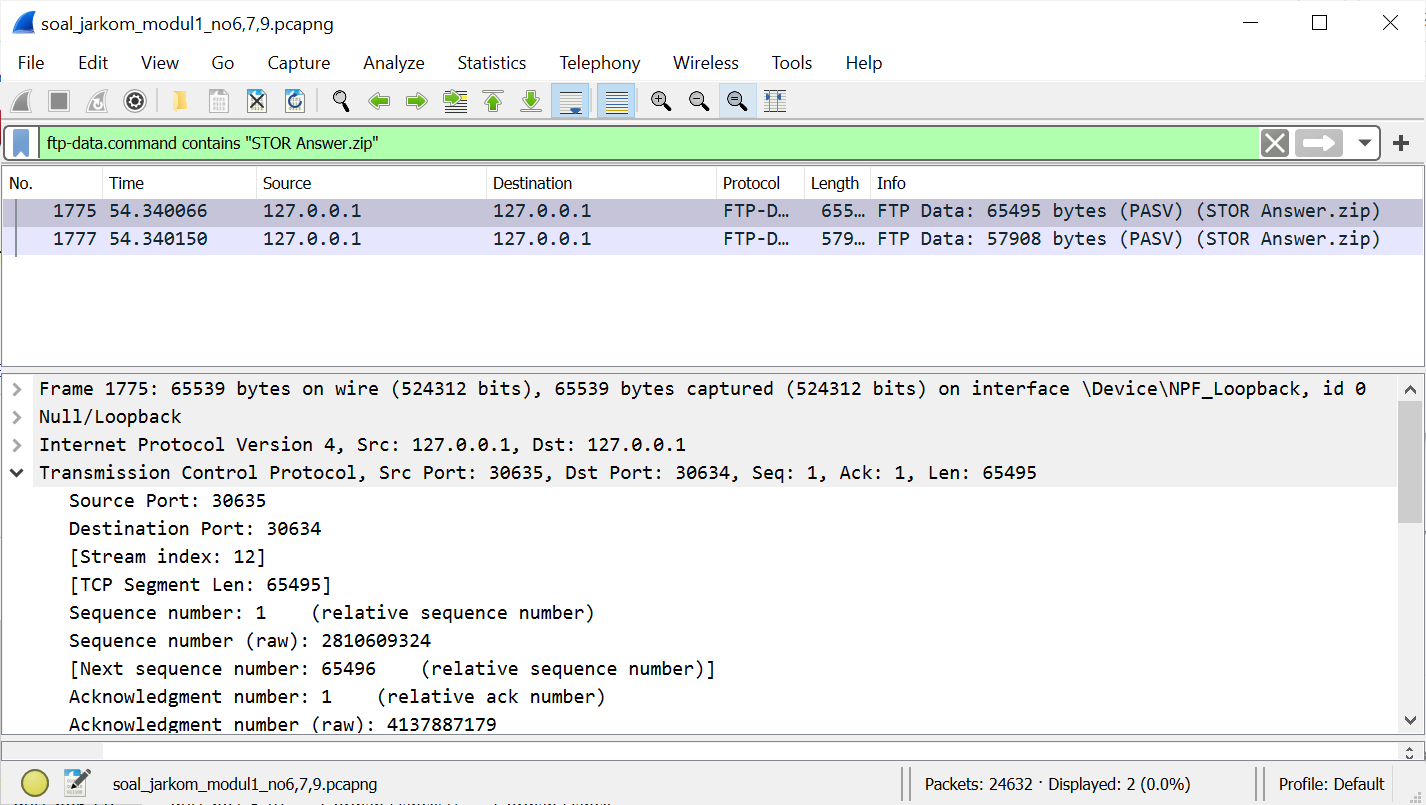 soal_jarkom_modul1_no6,7,9.pcapng
File Edit View Go Capture Analyze Statistics Telephony Wireless Tools Help
ftp-data.command contains "STOR Answer.zip"
No. Time Source Destination Protocol Length Info
1775 54.340066 127.0.0.1 127.0.0.1 FTP-D… 655… FTP Data: 65495 bytes (PASV) (STOR Answer.zip)
1777 54.340150 127.0.0.1 127.0.0.1 FTP-D… 579… FTP Data: 57908 bytes (PASV) (STOR Answer.zip)
Frame 1775: 65539 bytes on wire (524312 bits), 65539 bytes captured (524312 bits) on interface \Device\NPF_Loopback, id 0
Null/Loopback
Internet Protocol Version 4, Src: 127.0.0.1, Dst: 127.0.0.1
Transmission Control Protocol, Src Port: 30635, Dst Port: 30634, Seq: 1, Ack: 1, Len: 65495
Source Port: 30635
Destination Port: 30634
[Stream index: 12]
[TCP Segment Len: 65495]
Sequence number: 1    (relative sequence number)
Sequence number (raw): 2810609324
[Next sequence number: 65496    (relative sequence number)]
Acknowledgment number: 1    (relative ack number)
Acknowledgment number (raw): 4137887179
soal_jarkom_modul1_no6,7,9.pcapng
Packets: 24632 · Displayed: 2 (0.0%)
Profile: Default